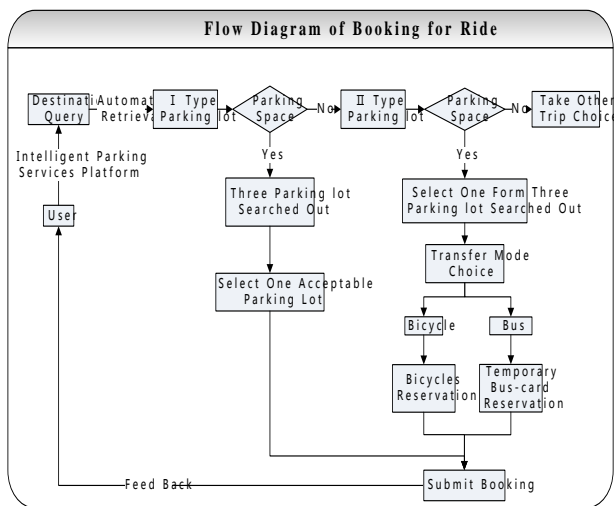 Flow Diagram of Booking for Ride
Destinati
Query
Automat
Retrieva
I Type
Parking lot
Parking
Space
No
II Type
Parking lot
Parking
Space
No
Take Other
Trip Choice
Intelligent Parking
Services Platform
User
Yes
Three Parking lot
Searched Out
Select One Acceptable
Parking Lot
Yes
Select One Form Three
Parking lot Searched Out
Transfer Mode
Choice
Bicycle
Bus
Bicycles
Reservation
Temporary
Bus-card
Reservation
Feed Back
Submit Booking